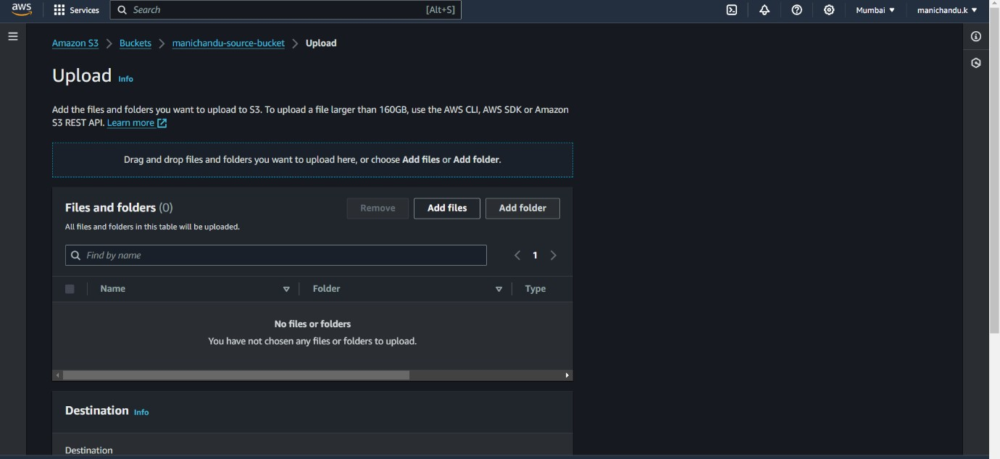 aws Services Search [Alt+S] Mumbai ▼ manichandu.k ▼
Amazon S3 > Buckets > manichandu-source-bucket > Upload
Upload Info
Add the files and folders you want to upload to S3. To upload a file larger than 160GB, use the AWS CLI, AWS SDK or Amazon
S3 REST API. Learn more
Drag and drop files and folders you want to upload here, or choose Add files or Add folder.
Files and folders (0) Remove Add files Add folder
All files and folders in this table will be uploaded.
Find by name < 1 >
Name Folder Type
No files or folders
You have not chosen any files or folders to upload.
Destination Info
Destination